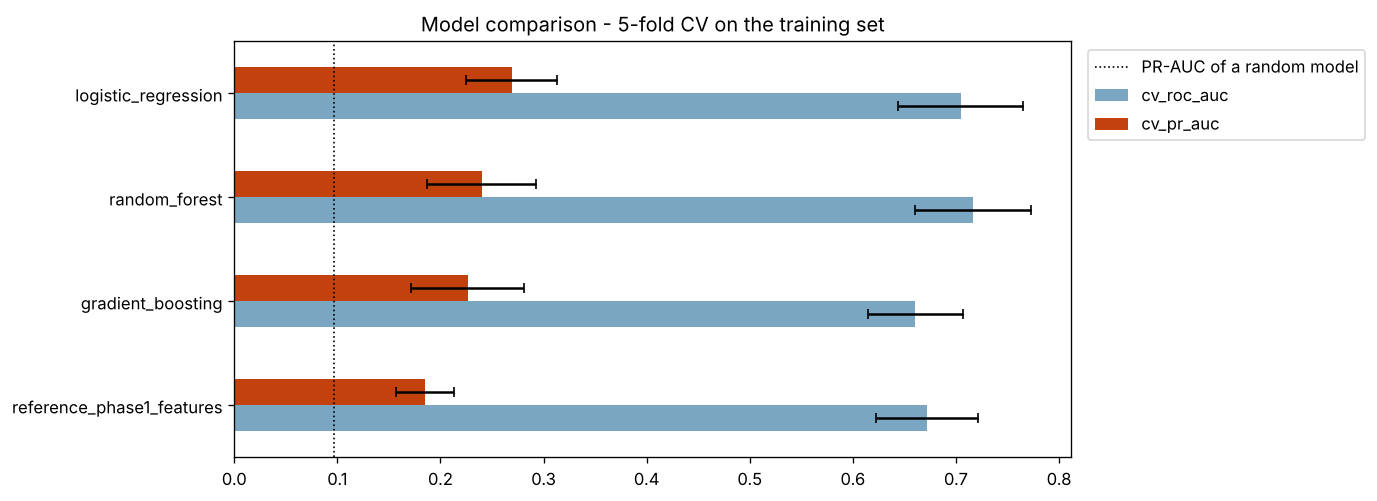 Model comparison - 5-fold CV on the training set
PR-AUC of a random model
cv_roc_auc
cv_pr_auc
logistic_regression
random_forest
gradient_boosting
reference_phase1_features
0.0 0.1 0.2 0.3 0.4 0.5 0.6 0.7 0.8